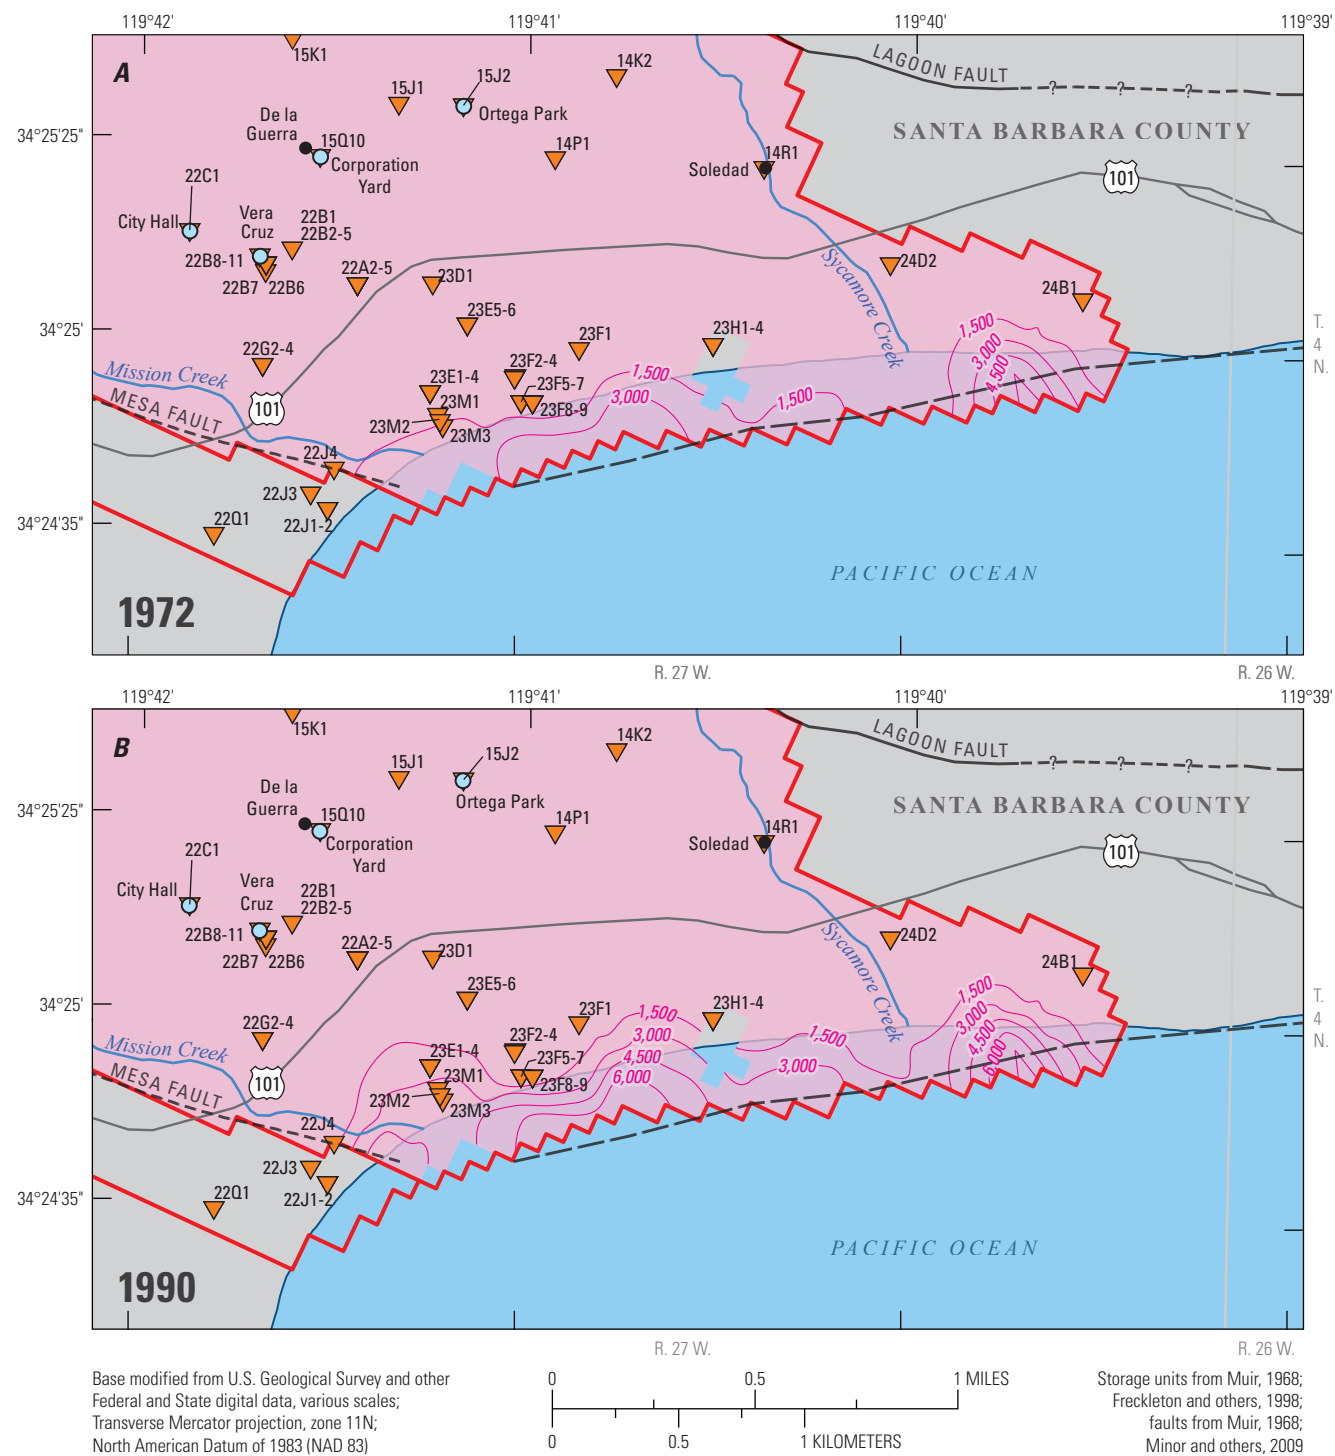 119°42'
119°41'
119°40'
119°39'
A
15K1
14K2
LAGOON FAULT
? ? ?
15J1
15J2
Ortega Park
De la
Guerra
15Q10
Corporation
Yard
34°25'25"
14P1
SANTA BARBARA COUNTY
Soledad
14R1
101
22C1
City Hall
Vera
Cruz
22B1
22B2-5
22B8-11
22B7
22B6
22A2-5
23D1
Sycamore Creek
24D2
24B1
34°25'
23E5-6
23F1
23H1-4
1,500
3,000
4,500
T.
4
N.
22G2-4
Mission Creek
MESA FAULT
101
23E1-4
23F2-4
23F5-7
23F8-9
1,500
3,000
1,500
23M1
23M2
23M3
22J4
22J3
22J1-2
22Q1
34°24'35"
PACIFIC OCEAN
1972
R. 27 W.
R. 26 W.
119°42'
119°41'
119°40'
119°39'
B
15K1
14K2
LAGOON FAULT
? ? ?
15J1
15J2
Ortega Park
De la
Guerra
15Q10
Corporation
Yard
34°25'25"
14P1
SANTA BARBARA COUNTY
Soledad
14R1
101
22C1
City Hall
Vera
Cruz
22B1
22B2-5
22B8-11
22B7
22B6
22A2-5
23D1
Sycamore Creek
24D2
24B1
34°25'
23E5-6
23F1
23H1-4
1,500
3,000
4,500
6,000
T.
4
N.
22G2-4
Mission Creek
MESA FAULT
101
23E1-4
23F2-4
23F5-7
23F8-9
1,500
3,000
4,500
6,000
1,500
3,000
23M1
23M2
23M3
22J4
22J3
22J1-2
22Q1
34°24'35"
PACIFIC OCEAN
1990
R. 27 W.
R. 26 W.
Base modified from U.S. Geological Survey and other
Federal and State digital data, various scales;
Transverse Mercator projection, zone 11N;
North American Datum of 1983 (NAD 83)
0 0.5 1 MILES
0 0.5 1 KILOMETERS
Storage units from Muir, 1968;
Freckleton and others, 1998;
faults from Muir, 1968;
Minor and others, 2009